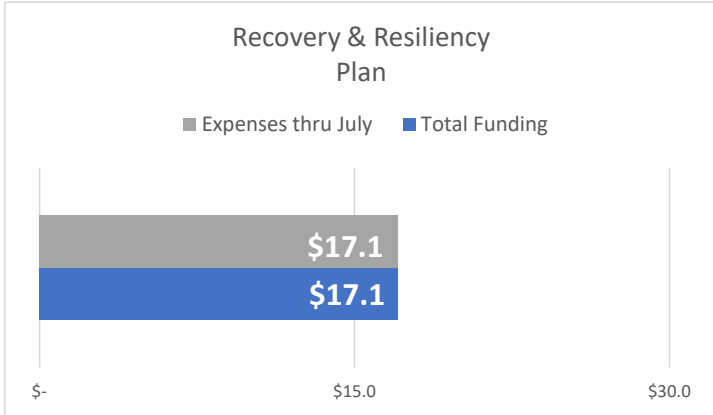 Recovery & Resiliency
Plan
Expenses thru July Total Funding
$17.1
$17.1
$- $15.0 $30.0